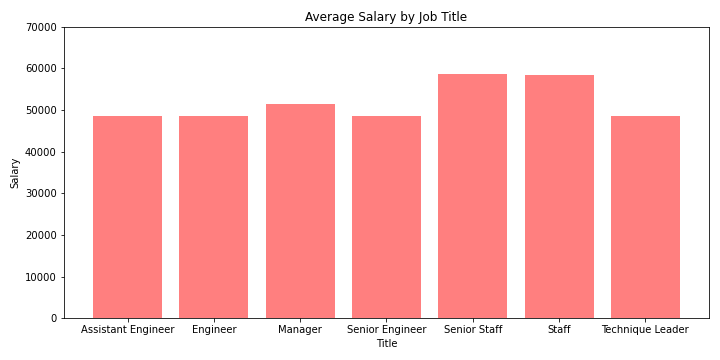 Average Salary by Job Title
70000
60000
50000
40000
30000
20000
10000
0
Salary
Assistant Engineer Engineer Manager Senior Engineer Senior Staff Staff Technique Leader
Title